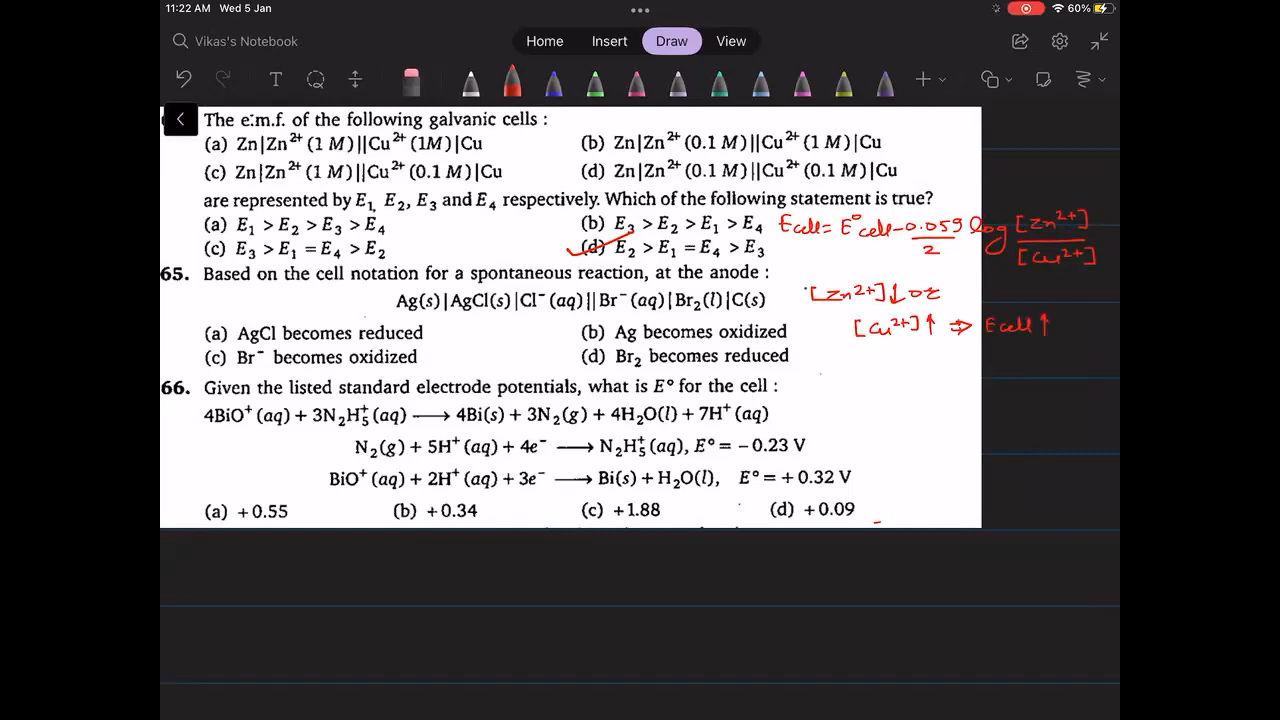 11:22 AM Wed 5 Jan
60%
Vikas's Notebook
Home Insert Draw View
The e.m.f. of the following galvanic cells :
(a) Zn|Zn²⁺ (1 M)||Cu²⁺ (1M)|Cu (b) Zn|Zn²⁺ (0.1 M)||Cu²⁺ (1 M)|Cu
(c) Zn|Zn²⁺ (1 M)||Cu²⁺ (0.1 M)|Cu (d) Zn|Zn²⁺ (0.1 M)||Cu²⁺ (0.1 M)|Cu
are represented by E₁, E₂, E₃ and E₄ respectively. Which of the following statement is true?
(a) E₁ > E₂ > E₃ > E₄ (b) E₃ > E₂ > E₁ > E₄
(c) E₃ > E₁ = E₄ > E₂ (d) E₂ > E₁ = E₄ > E₃
Ecell = E°cell - 0.059/2 log [Zn²⁺]/[Cu²⁺]
65. Based on the cell notation for a spontaneous reaction, at the anode :
Ag(s)|AgCl(s)|Cl⁻(aq)||Br⁻(aq)|Br₂(l)|C(s)
[Zn²⁺]↓ or
[Cu²⁺]↑ ⇒ Ecell↑
(a) AgCl becomes reduced (b) Ag becomes oxidized
(c) Br⁻ becomes oxidized (d) Br₂ becomes reduced
66. Given the listed standard electrode potentials, what is E° for the cell :
4BiO⁺(aq) + 3N₂H₅⁺(aq) ⟶ 4Bi(s) + 3N₂(g) + 4H₂O(l) + 7H⁺(aq)
N₂(g) + 5H⁺(aq) + 4e⁻ ⟶ N₂H₅⁺(aq), E° = −0.23 V
BiO⁺(aq) + 2H⁺(aq) + 3e⁻ ⟶ Bi(s) + H₂O(l), E° = +0.32 V
(a) +0.55 (b) +0.34 (c) +1.88 (d) +0.09